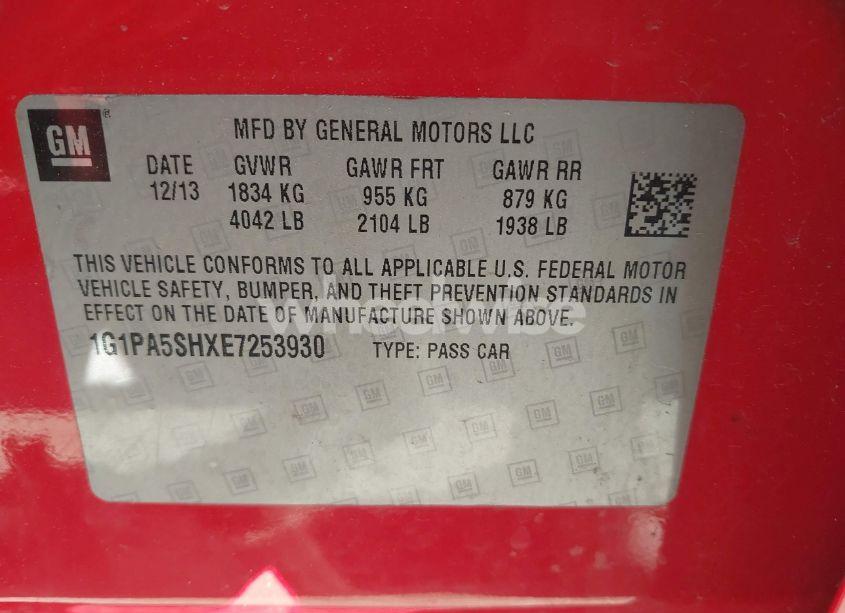 GM
MFD BY GENERAL MOTORS LLC
DATE GVWR GAWR FRT GAWR RR
12/13 1834 KG 955 KG 879 KG
4042 LB 2104 LB 1938 LB
THIS VEHICLE CONFORMS TO ALL APPLICABLE U.S. FEDERAL MOTOR
VEHICLE SAFETY, BUMPER, AND THEFT PREVENTION STANDARDS IN
EFFECT ON THE DATE OF MANUFACTURE SHOWN ABOVE.
1G1PA5SHXE7253930 TYPE: PASS CAR